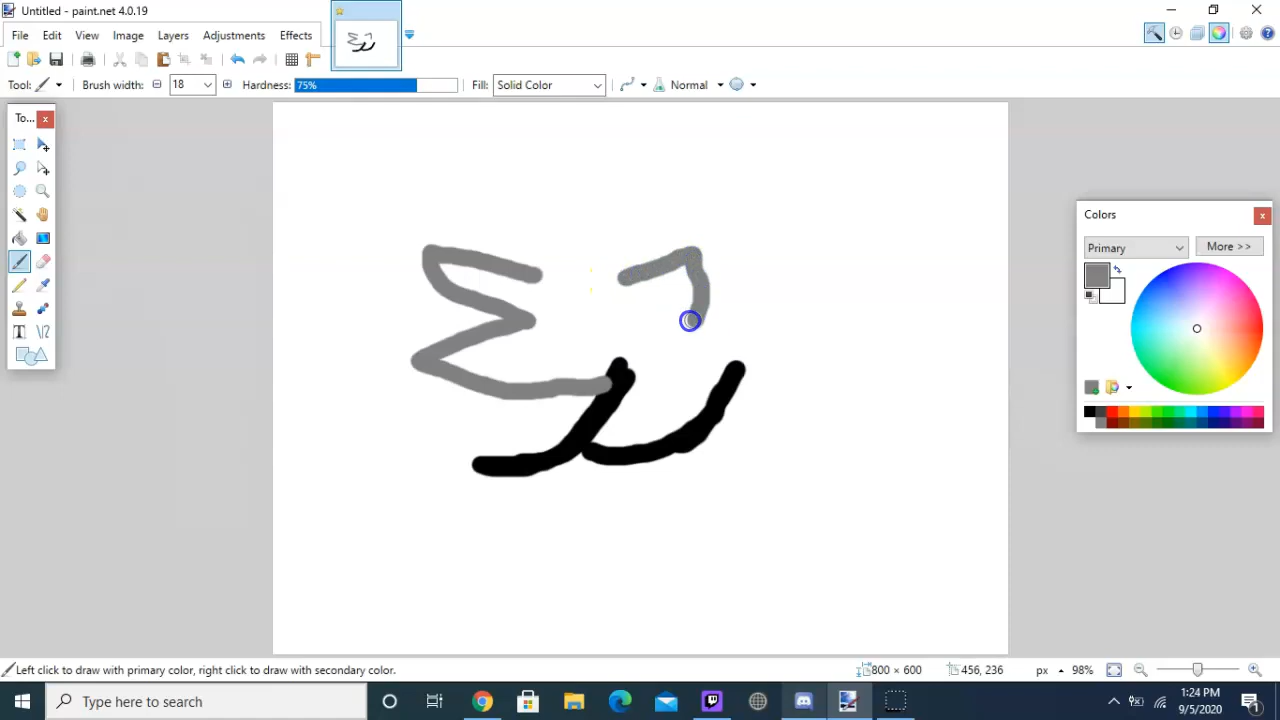 Untitled - paint.net 4.0.19
File Edit View Image Layers Adjustments Effects
Tool: Brush width: 18 Hardness: 75% Fill: Solid Color Normal
To...
Colors
Primary More >>
Left click to draw with primary color, right click to draw with secondary color. 800 × 600 456, 236 px 98%
Type here to search 1:24 PM
9/5/2020